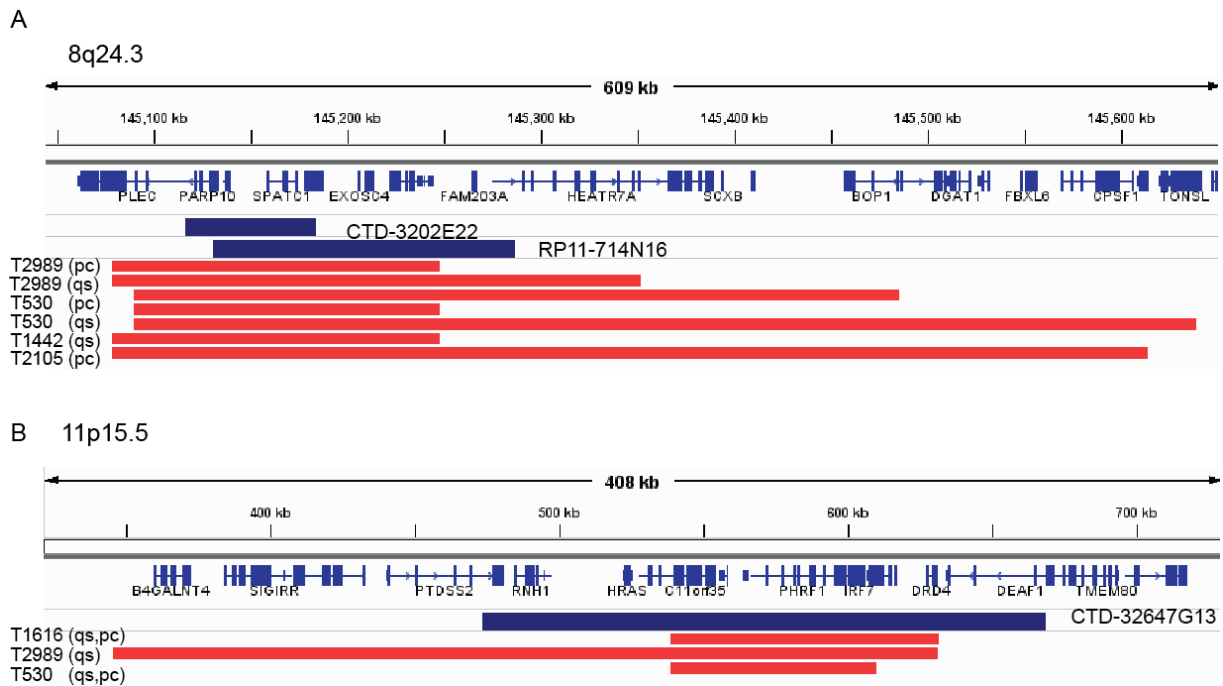 A
8q24.3
609 kb
145,100 kb 145,200 kb 145,300 kb 145,400 kb 145,500 kb 145,600 kb
PLEC PARP10 SPATC1 EXOSC4 FAM203A HEATR7A SCXB BOP1 DGAT1 FBXL6 CPSF1 TONSL
CTD-3202E22
RP11-714N16
T2989 (pc)
T2989 (qs)
T530 (pc)
T530 (qs)
T1442 (qs)
T2105 (pc)
B 11p15.5
408 kb
400 kb 500 kb 600 kb 700 kb
B4GALNT4 SIGIRR PTDSS2 RNH1 HRAS C11orf35 PHRF1 IRF7 DRD4 DEAF1 TMEM80
CTD-32647G13
T1616 (qs,pc)
T2989 (qs)
T530 (qs,pc)